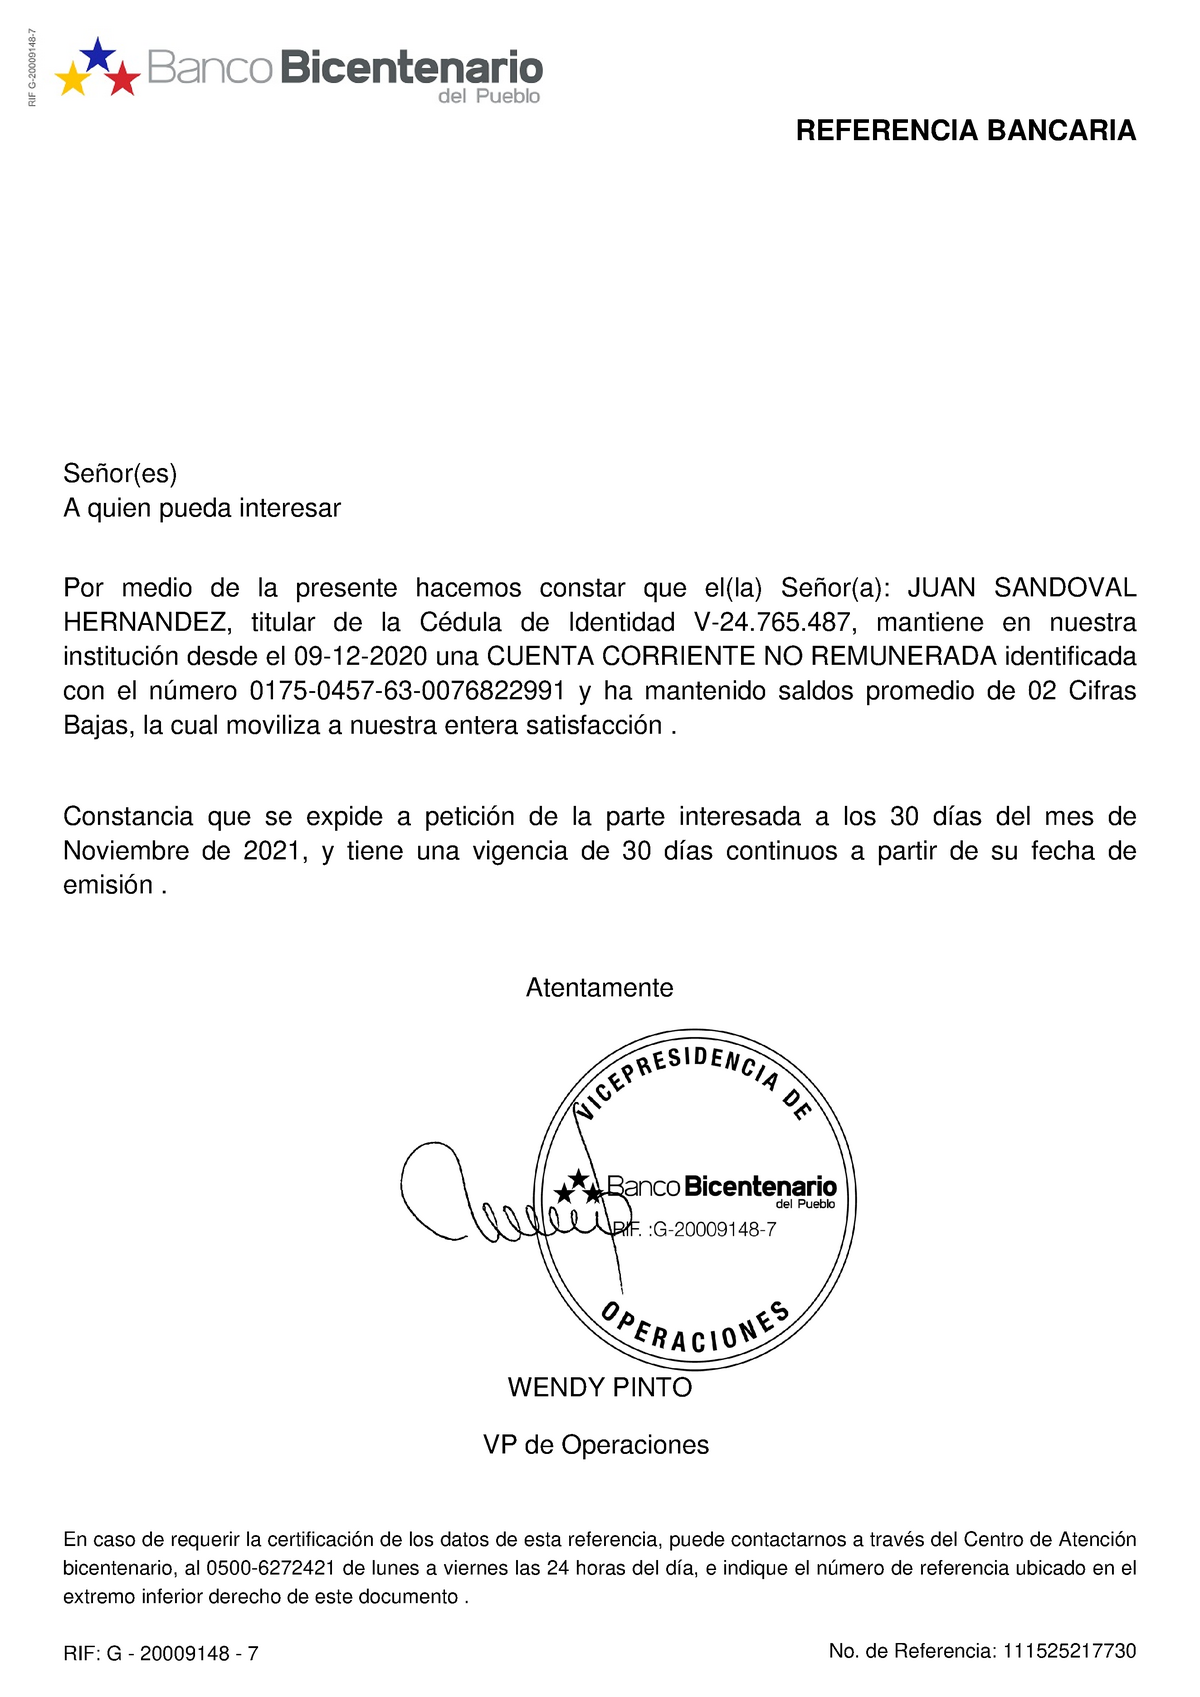 RIF G-20009148-7
Banco Bicentenario
del Pueblo
REFERENCIA BANCARIA
Señor(es)
A quien pueda interesar
Por medio de la presente hacemos constar que el(la) Señor(a): JUAN SANDOVAL
HERNANDEZ, titular de la Cédula de Identidad V-24.765.487, mantiene en nuestra
institución desde el 09-12-2020 una CUENTA CORRIENTE NO REMUNERADA identificada
con el número 0175-0457-63-0076822991 y ha mantenido saldos promedio de 02 Cifras
Bajas, la cual moviliza a nuestra entera satisfacción .
Constancia que se expide a petición de la parte interesada a los 30 días del mes de
Noviembre de 2021, y tiene una vigencia de 30 días continuos a partir de su fecha de
emisión .
Atentamente
VICEPRESIDENCIA DE
Banco Bicentenario
del Pueblo
RIF. :G-20009148-7
OPERACIONES
WENDY PINTO
VP de Operaciones
En caso de requerir la certificación de los datos de esta referencia, puede contactarnos a través del Centro de Atención
bicentenario, al 0500-6272421 de lunes a viernes las 24 horas del día, e indique el número de referencia ubicado en el
extremo inferior derecho de este documento .
RIF: G - 20009148 - 7
No. de Referencia: 111525217730